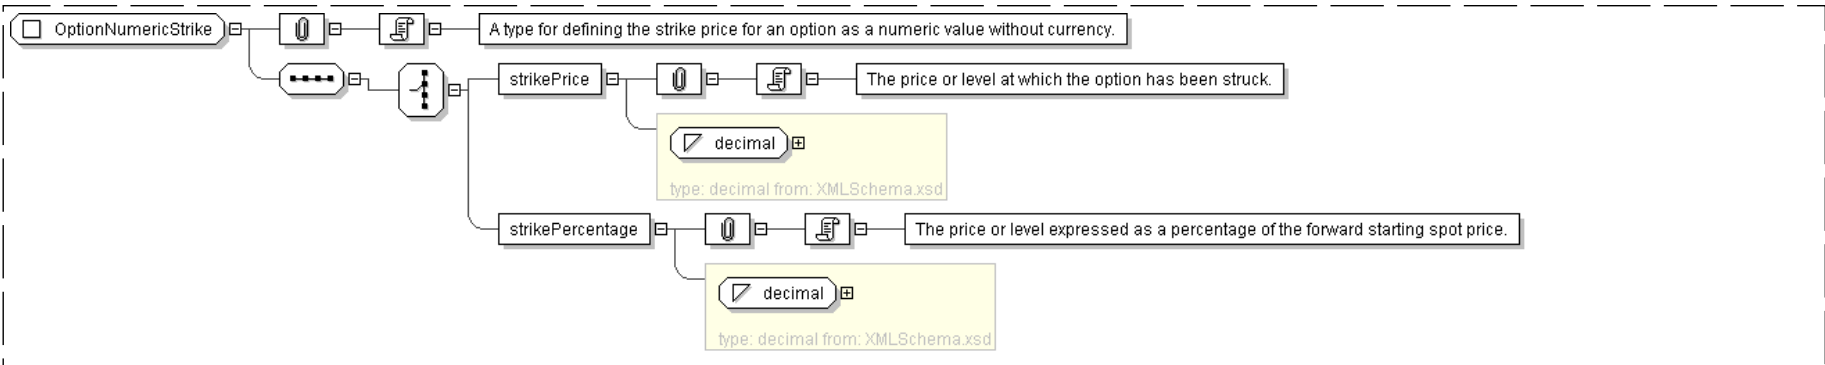 OptionNumericStrike
A type for defining the strike price for an option as a numeric value without currency.
strikePrice
The price or level at which the option has been struck.
decimal
type: decimal from: XMLSchema.xsd
strikePercentage
The price or level expressed as a percentage of the forward starting spot price.
decimal
type: decimal from: XMLSchema.xsd